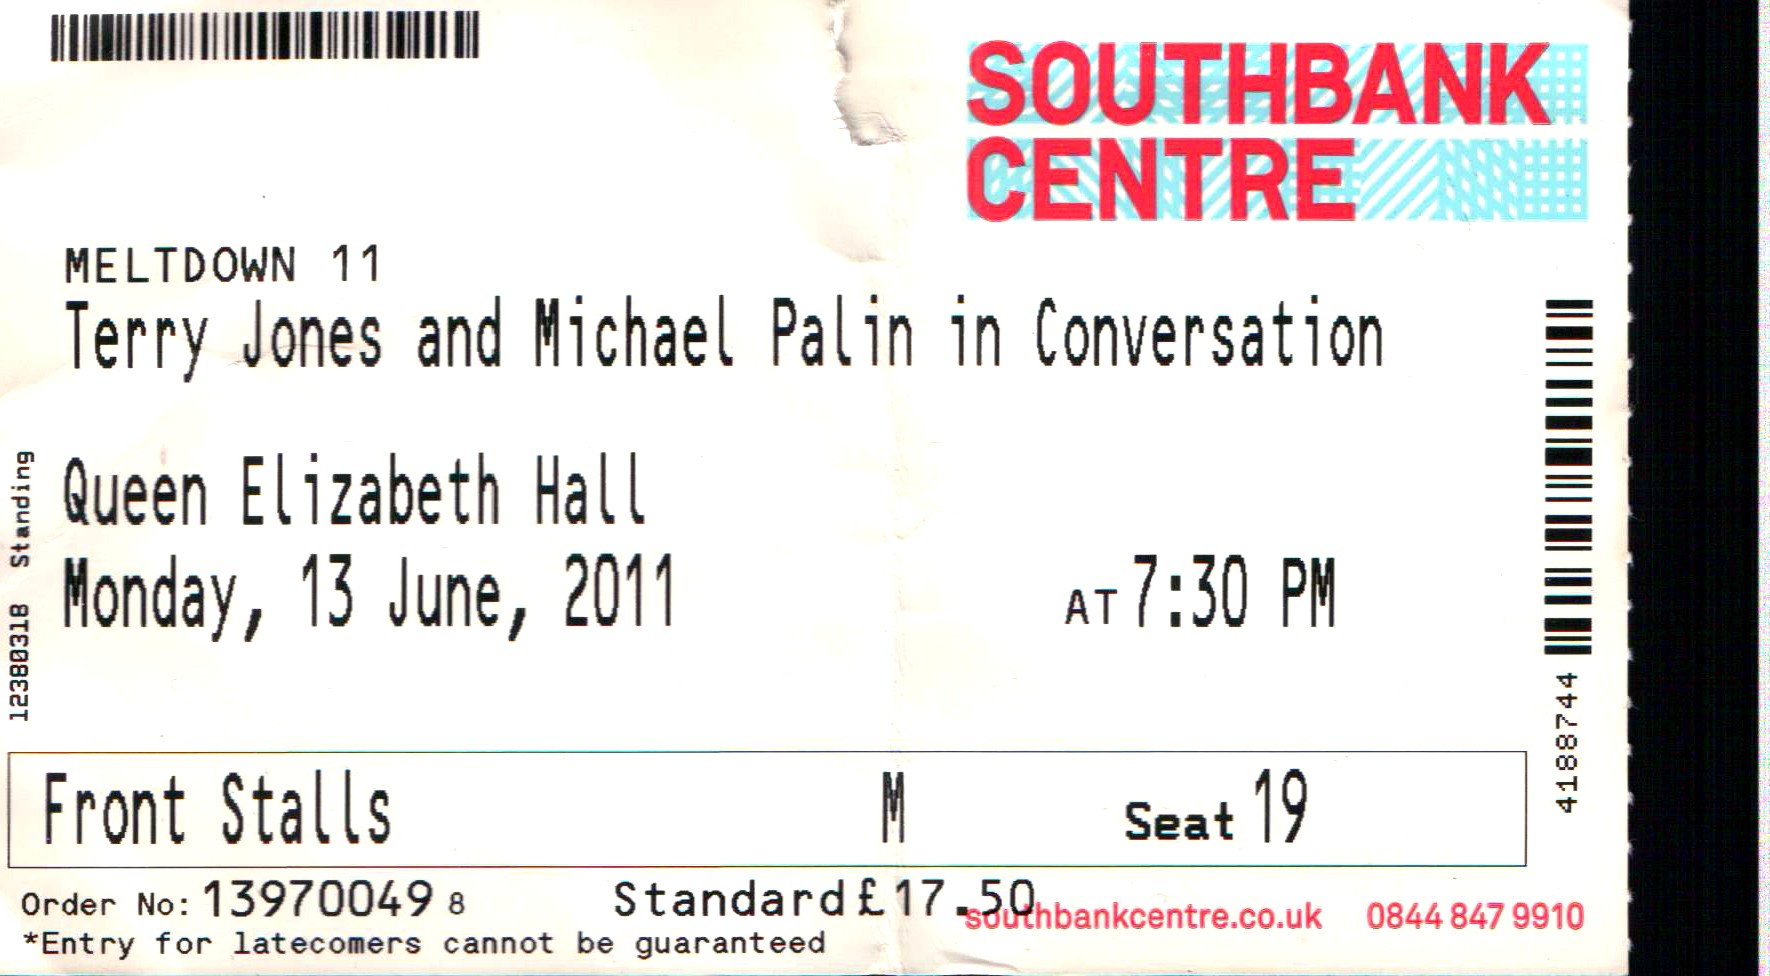 SOUTHBANK
CENTRE
MELTDOWN 11
Terry Jones and Michael Palin in Conversation
Queen Elizabeth Hall
Monday, 13 June, 2011 AT 7:30 PM
12380318 Standing
41887744
Front Stalls M Seat 19
Order No: 13970049 8 Standard £17.50
southbankcentre.co.uk 0844 847 9910
*Entry for latecomers cannot be guaranteed